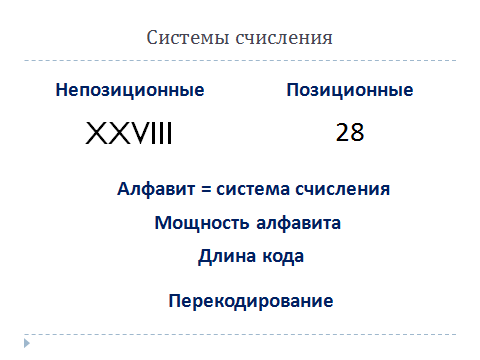 Системы счисления
Непозиционные Позиционные
XXVIII 28
Алфавит = система счисления
Мощность алфавита
Длина кода
Перекодирование